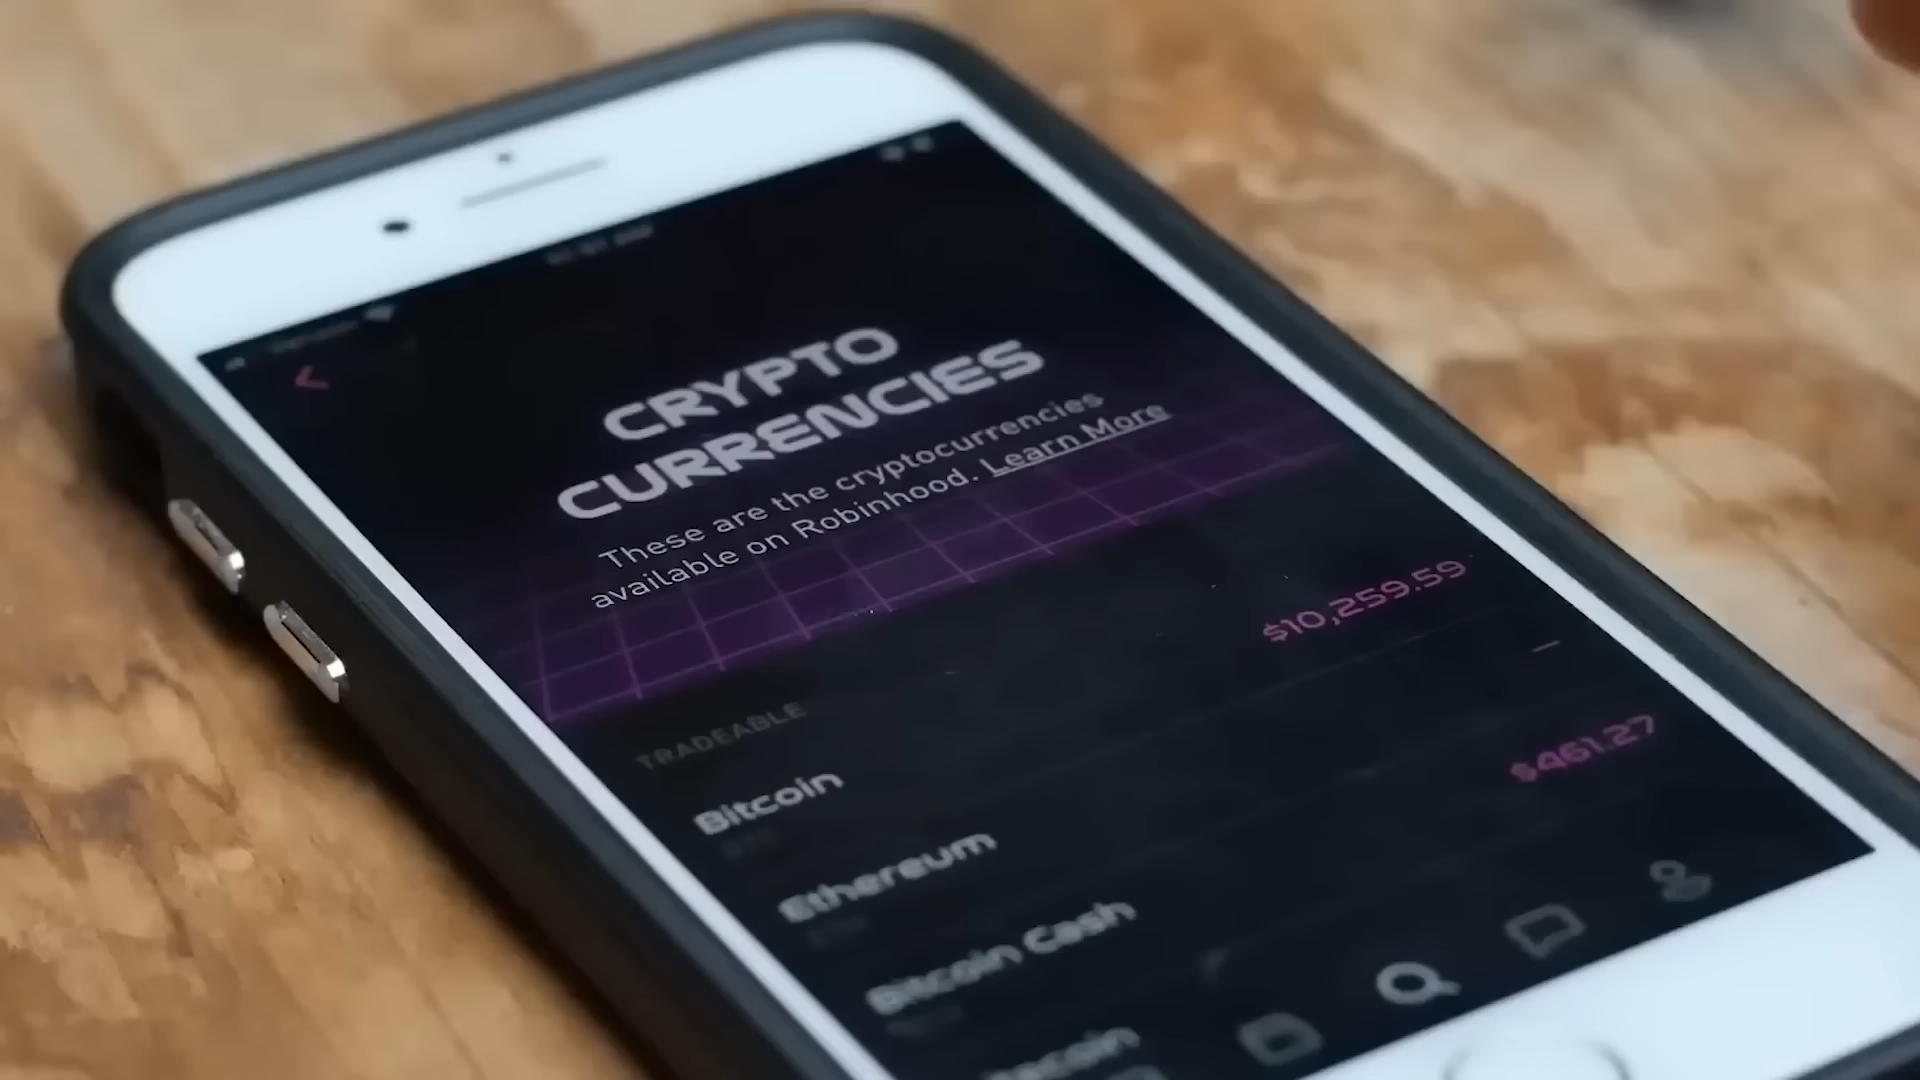 CRYPTO
CURRENCIES
These are the cryptocurrencies
available on Robinhood. Learn More
TRADEABLE
Bitcoin
$10,259.59
Ethereum
—
Bitcoin Cash
$461.27